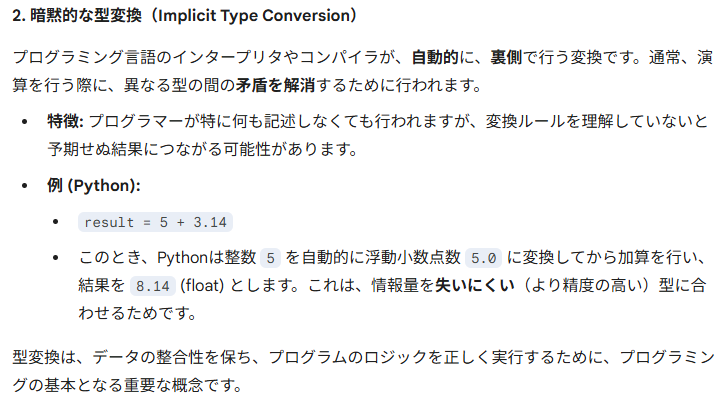 2. 暗黙的な型変換（Implicit Type Conversion）
プログラミング言語のインタープリタやコンパイラが、自動的に、裏側で行う変換です。通常、演
算を行う際に、異なる型の間の矛盾を解消するために行われます。
• 特徴: プログラマーが特に何も記述しなくても行われますが、変換ルールを理解していないと
予期せぬ結果につながる可能性があります。
• 例 (Python):
• result = 5 + 3.14
• このとき、Pythonは整数 5 を自動的に浮動小数点数 5.0 に変換してから加算を行い、
結果を 8.14 (float) とします。これは、情報量を失いにくい（より精度の高い）型に合
わせるためです。
型変換は、データの整合性を保ち、プログラムのロジックを正しく実行するために、プログラミン
グの基本となる重要な概念です。